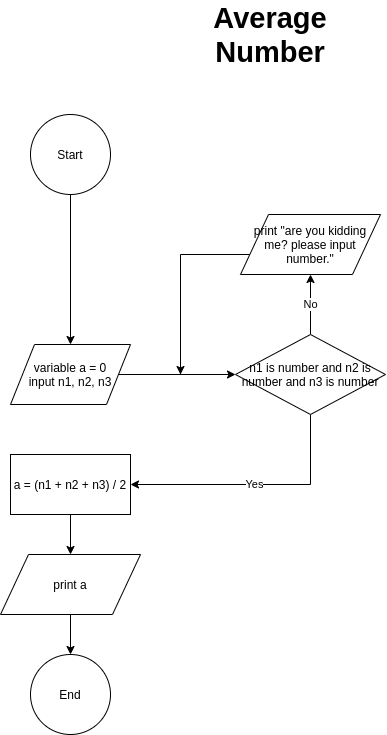 Average
Number
Start
print "are you kidding
me? please input
number."
No
variable a = 0
input n1, n2, n3
n1 is number and n2 is
number and n3 is number
a = (n1 + n2 + n3) / 2
Yes
print a
End